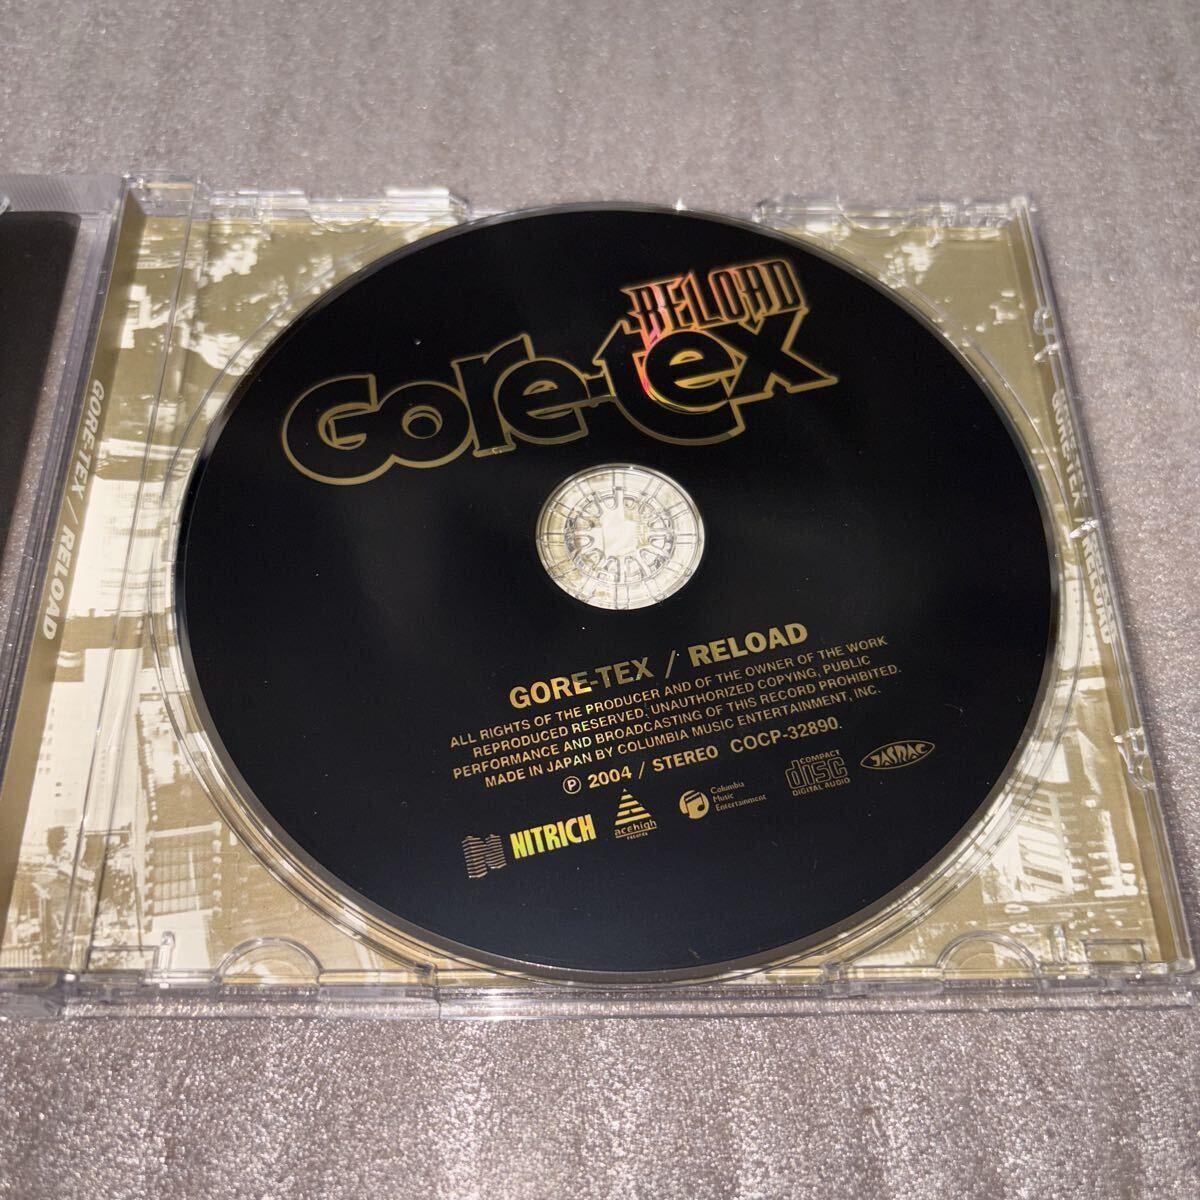 RELOAD
Gore-tex
GORE-TEX / RELOAD
ALL RIGHTS OF THE PRODUCER AND OF THE OWNER OF THE WORK
REPRODUCED RESERVED. UNAUTHORIZED COPYING, PUBLIC
PERFORMANCE AND BROADCASTING OF THIS RECORD PROHIBITED.
MADE IN JAPAN BY COLUMBIA MUSIC ENTERTAINMENT, INC.
℗ 2004 / STEREO COCP-32890.
N NITRICH
acehigh
records
Columbia
Music
Entertainment
COMPACT
disc
DIGITAL AUDIO
JASRAC
GORE-TEX / RELOAD
GORE-TEX / RELOAD